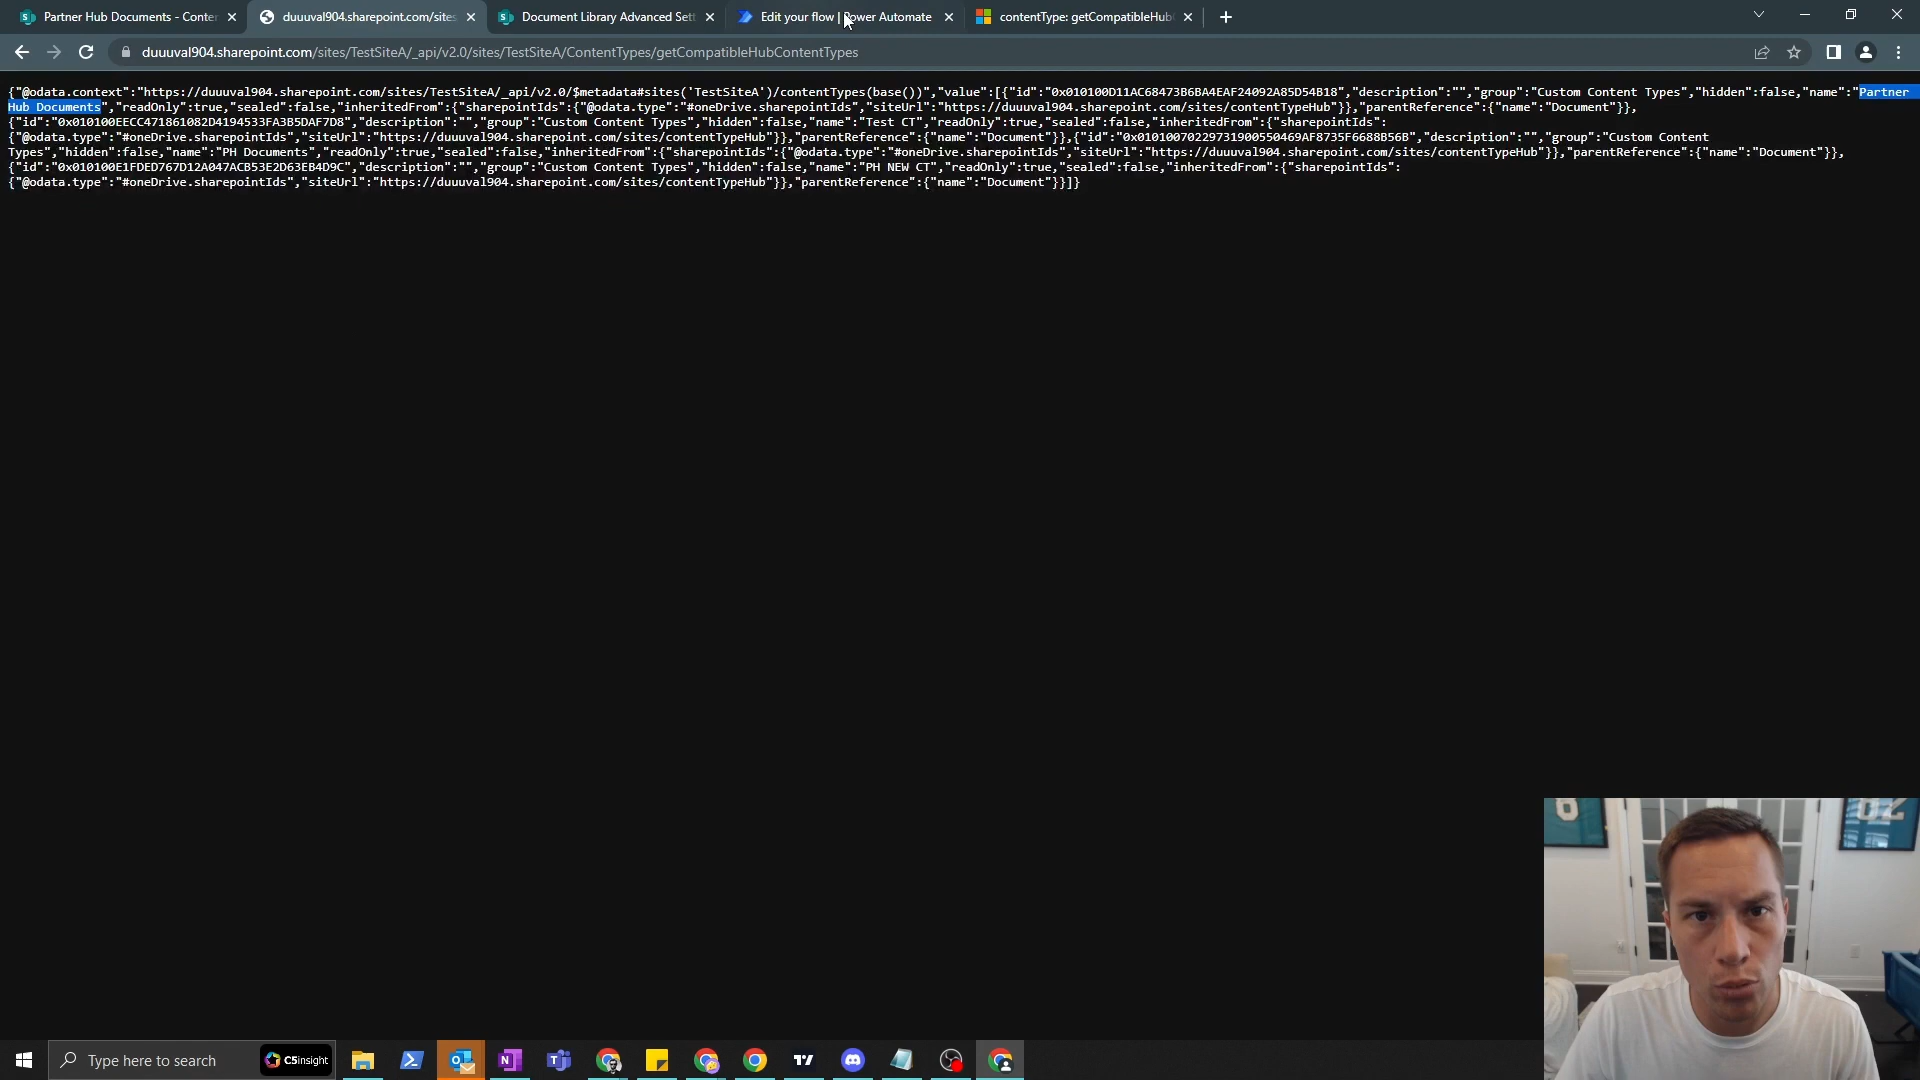 Partner Hub Documents - Conter
duuuval904.sharepoint.com/sites
Document Library Advanced Sett
Edit your flow | Power Automate
contentType: getCompatibleHub
duuuval904.sharepoint.com/sites/TestSiteA/_api/v2.0/sites/TestSiteA/ContentTypes/getCompatibleHubContentTypes
{"@odata.context":"https://duuuval904.sharepoint.com/sites/TestSiteA/_api/v2.0/$metadata#sites('TestSiteA')/contentTypes(base())","value":[{"id":"0x010100D11AC68473B6BA4EAF24092A85D54B18","description":"","group":"Custom Content Types","hidden":false,"name":"Partner
Hub Documents","readOnly":true,"sealed":false,"inheritedFrom":{"sharepointIds":{"@odata.type":"#oneDrive.sharepointIds","siteUrl":"https://duuuval904.sharepoint.com/sites/contentTypeHub"}},"parentReference":{"name":"Document"}},
{"id":"0x010100EECC471861082D4194533FA3B5DAF7D8","description":"","group":"Custom Content Types","hidden":false,"name":"Test CT","readOnly":true,"sealed":false,"inheritedFrom":{"sharepointIds":
{"@odata.type":"#oneDrive.sharepointIds","siteUrl":"https://duuuval904.sharepoint.com/sites/contentTypeHub"}},"parentReference":{"name":"Document"}},{"id":"0x01010070229731900550469AF8735F6688B56B","description":"","group":"Custom Content
Types","hidden":false,"name":"PH Documents","readOnly":true,"sealed":false,"inheritedFrom":{"sharepointIds":{"@odata.type":"#oneDrive.sharepointIds","siteUrl":"https://duuuval904.sharepoint.com/sites/contentTypeHub"}},"parentReference":{"name":"Document"}},
{"id":"0x010100E1FDED767D12A047ACB53E2D63EB4D9C","description":"","group":"Custom Content Types","hidden":false,"name":"PH NEW CT","readOnly":true,"sealed":false,"inheritedFrom":{"sharepointIds":
{"@odata.type":"#oneDrive.sharepointIds","siteUrl":"https://duuuval904.sharepoint.com/sites/contentTypeHub"}},"parentReference":{"name":"Document"}}]}
Type here to search
C5insight